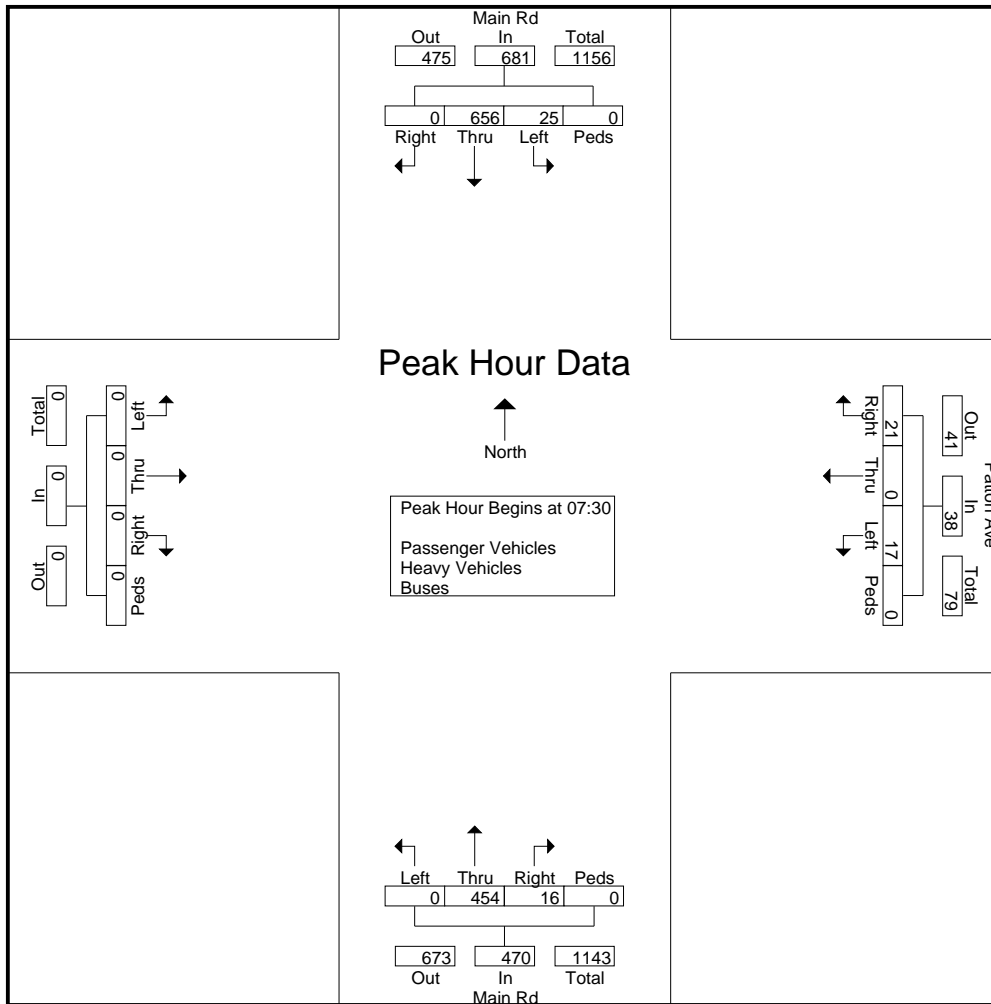 Main Rd
Out In Total
475 681 1156
0 656 25 0
Right Thru Left Peds
Peak Hour Data
North
Peak Hour Begins at 07:30
Passenger Vehicles
Heavy Vehicles
Buses
Total In Out
0 0 0
0 0 0 0
Left Thru Right Peds
Right Thru Left Peds
21 0 17 0
41 38 79
Out In Total
Left Thru Right Peds
0 454 16 0
673 470 1143
Out In Total
Main Rd